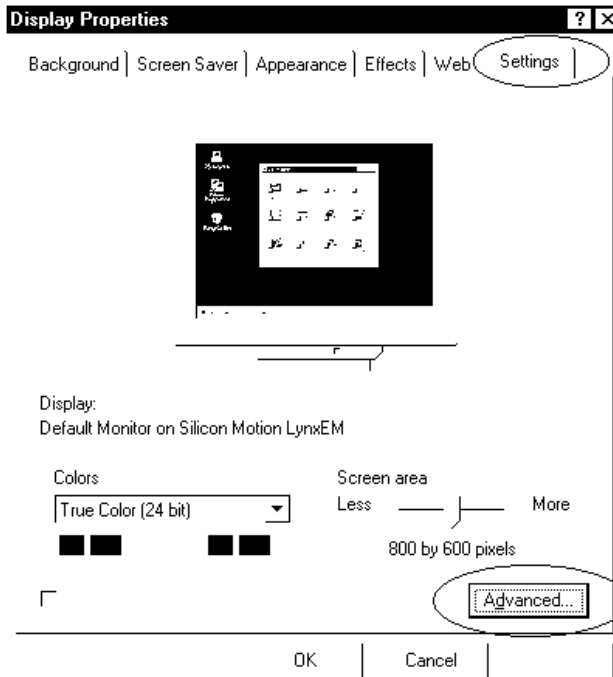 Display Properties ? X
Background Screen Saver Appearance Effects Web Settings
Display:
Default Monitor on Silicon Motion LynxEM
Colors
True Color (24 bit)
Screen area
Less More
800 by 600 pixels
Advanced...
OK Cancel